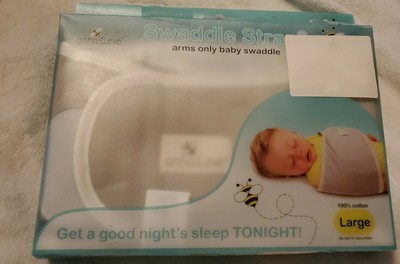 Swaddle Stra
arms only baby swaddle
100% cotton
Large
Get a good night's sleep TONIGHT!